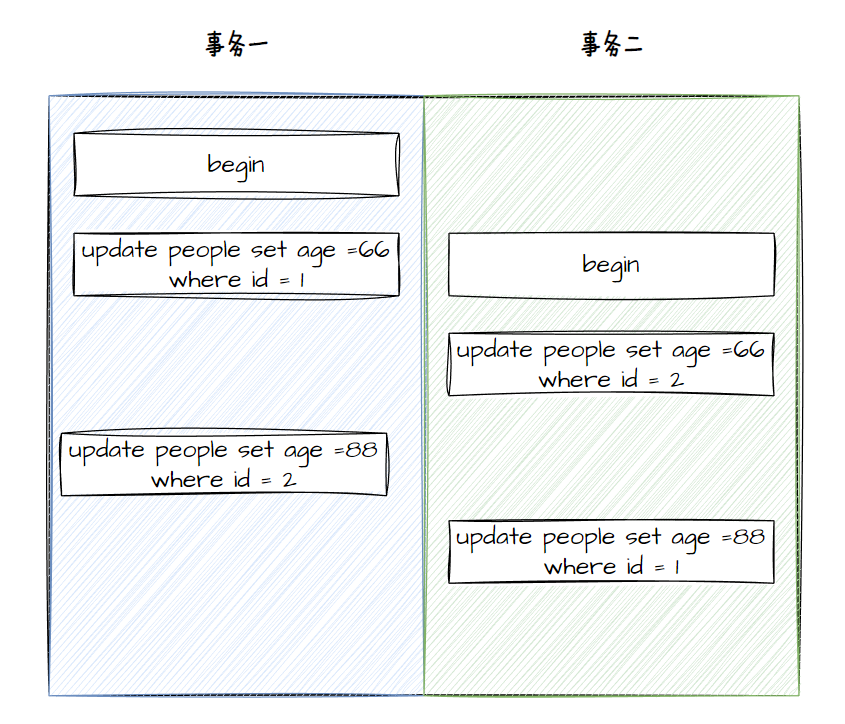 事务一
事务二
begin
update people set age =66
where id = 1
begin
update people set age =66
where id = 2
update people set age =88
where id = 2
update people set age =88
where id = 1